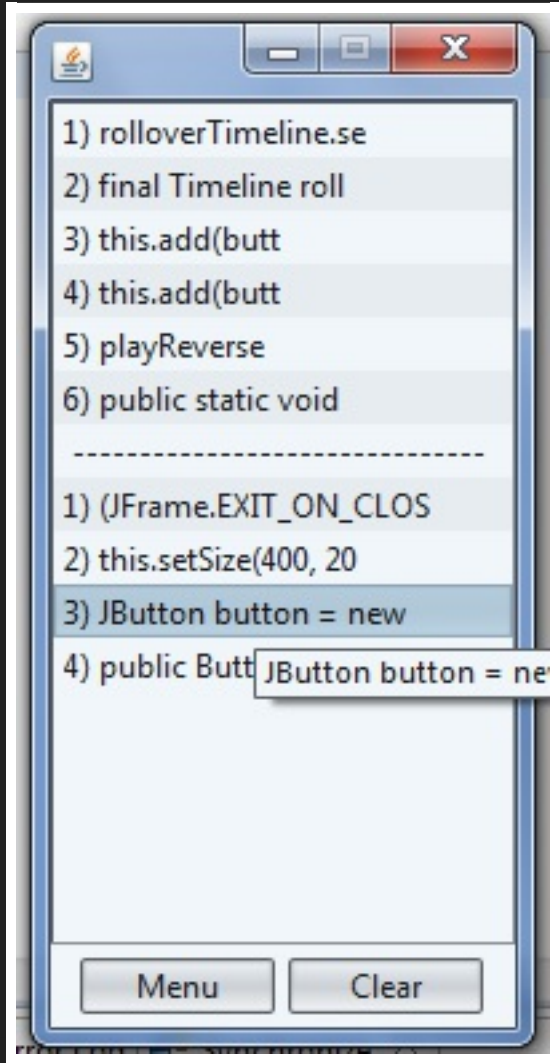 1) rolloverTimeline.se
2) final Timeline roll
3) this.add(butt
4) this.add(butt
5) playReverse
6) public static void
-------------------------------
1) (JFrame.EXIT_ON_CLOS
2) this.setSize(400, 20
3) JButton button = new
4) public Butt
JButton button = ne
Menu Clear